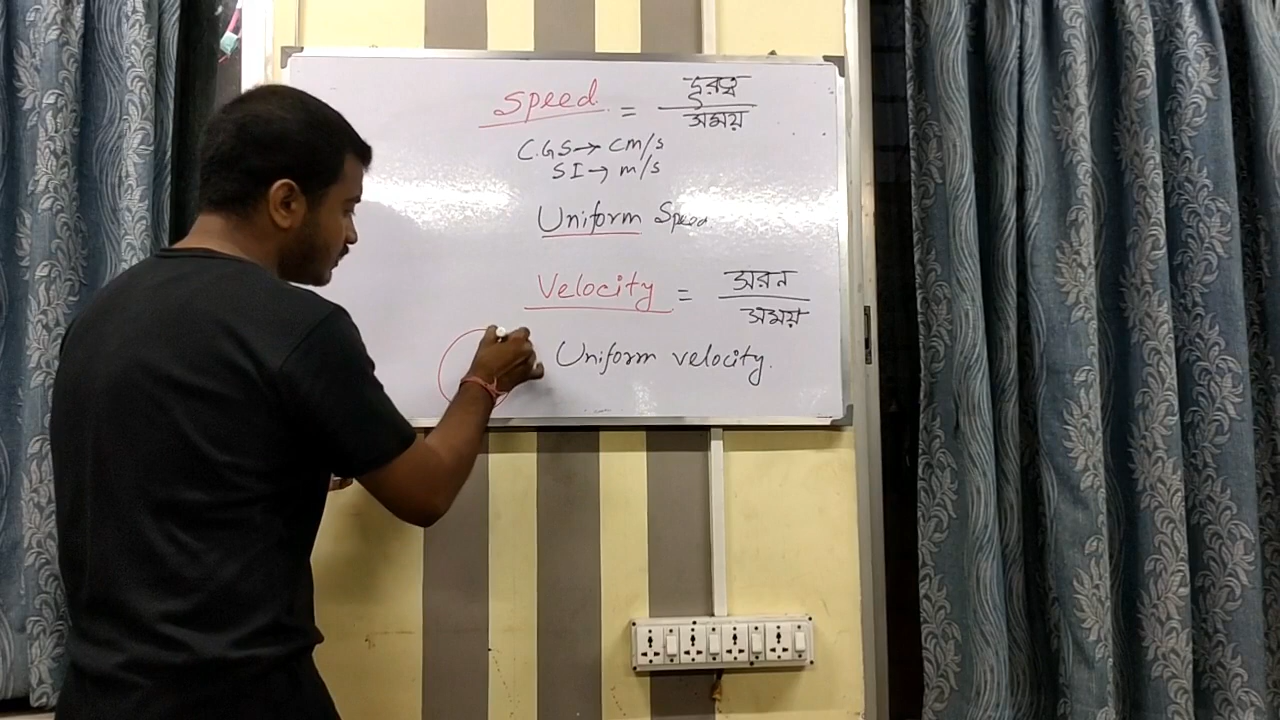 Speed = দূরত্ব / সময়
C.G.S → cm/s
SI → m/s
Uniform Speed
Velocity = সরন / সময়
Uniform velocity.